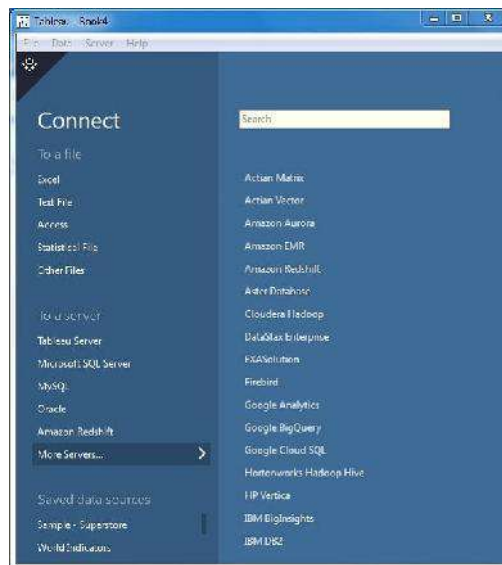 Tableau - Book4
File Data Server Help
Connect
To a file
Excel
Text File
Access
Statistical File
Other Files
To a server
Tableau Server
Microsoft SQL Server
MySQL
Oracle
Amazon Redshift
More Servers...
Saved data sources
Sample - Superstore
World Indicators
Search
Actian Matrix
Actian Vector
Amazon Aurora
Amazon EMR
Amazon Redshift
Aster Database
Cloudera Hadoop
DataStax Enterprise
EXASolution
Firebird
Google Analytics
Google BigQuery
Google Cloud SQL
Hortonworks Hadoop Hive
HP Vertica
IBM BigInsights
IBM DB2